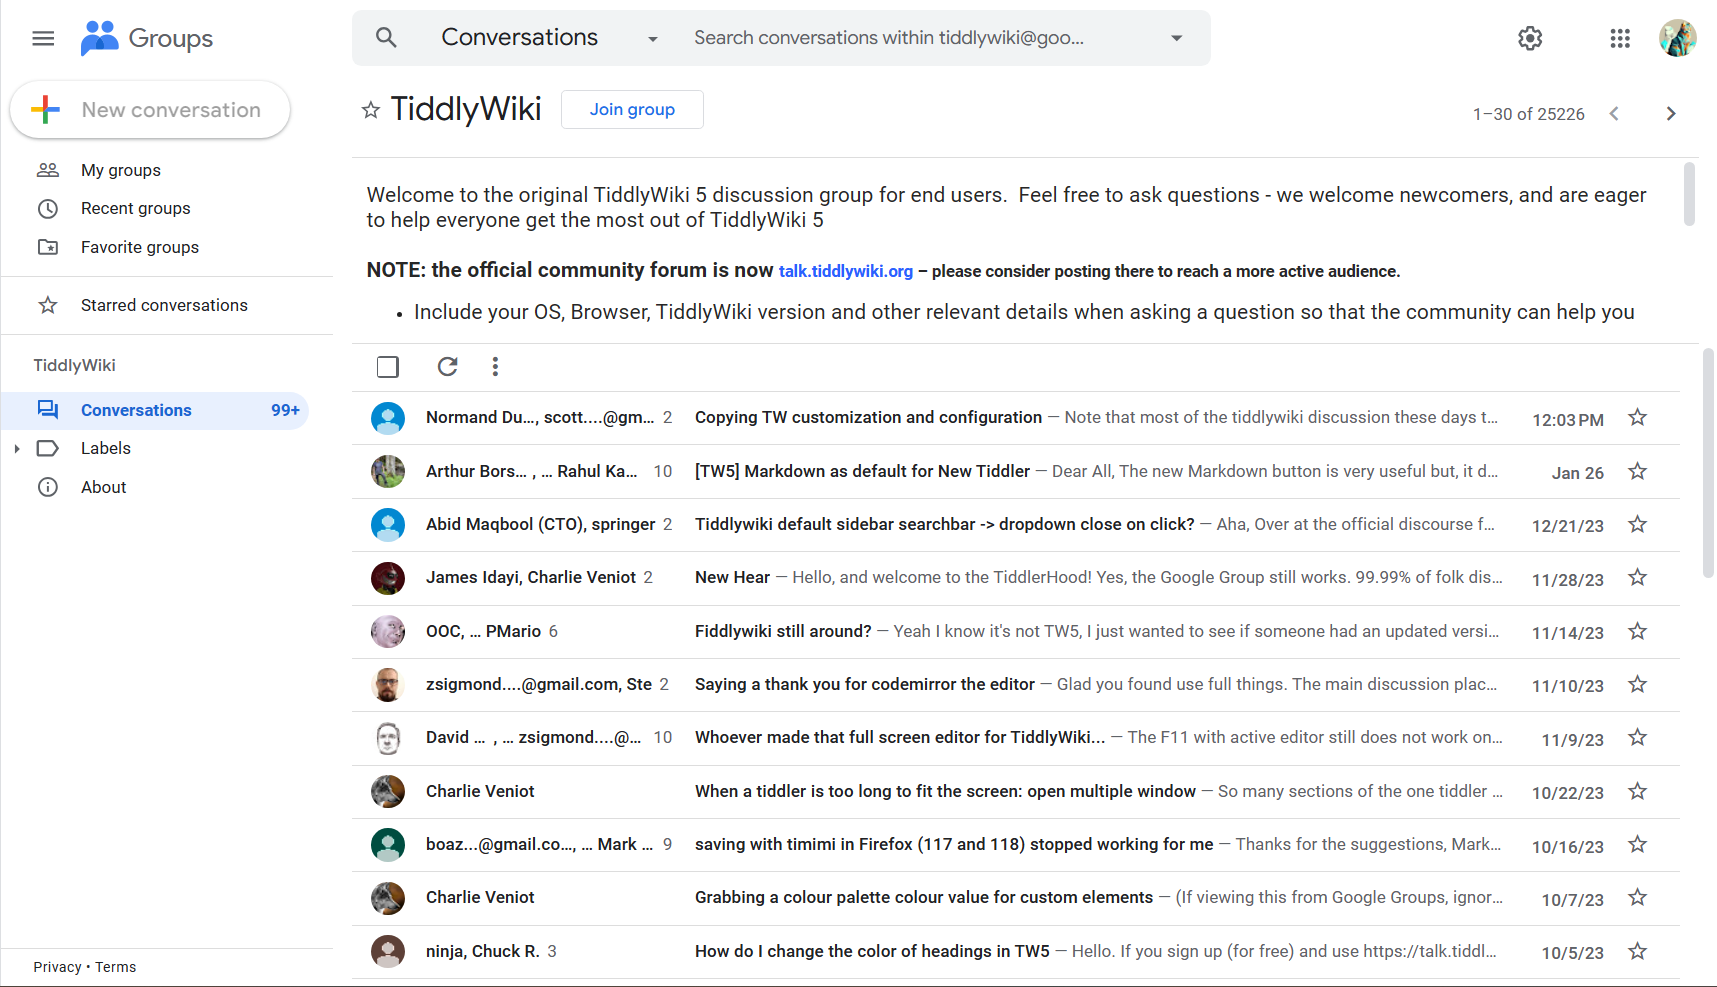 Groups
Conversations
Search conversations within tiddlywiki@goo...
New conversation
My groups
Recent groups
Favorite groups
Starred conversations
TiddlyWiki
Conversations 99+
Labels
About
Privacy • Terms
TiddlyWiki
Join group
1–30 of 25226
Welcome to the original TiddlyWiki 5 discussion group for end users.  Feel free to ask questions - we welcome newcomers, and are eager
to help everyone get the most out of TiddlyWiki 5
NOTE: the official community forum is now talk.tiddlywiki.org – please consider posting there to reach a more active audience.
• Include your OS, Browser, TiddlyWiki version and other relevant details when asking a question so that the community can help you
Normand Du…, scott....@gm… 2 Copying TW customization and configuration — Note that most of the tiddlywiki discussion these days t… 12:03 PM
Arthur Bors… , … Rahul Ka… 10 [TW5] Markdown as default for New Tiddler — Dear All, The new Markdown button is very useful but, it d… Jan 26
Abid Maqbool (CTO), springer 2 Tiddlywiki default sidebar searchbar -> dropdown close on click? — Aha, Over at the official discourse f… 12/21/23
James Idayi, Charlie Veniot 2 New Hear — Hello, and welcome to the TiddlerHood! Yes, the Google Group still works. 99.99% of folk dis… 11/28/23
OOC, … PMario 6 Fiddlywiki still around? — Yeah I know it's not TW5, I just wanted to see if someone had an updated versi… 11/14/23
zsigmond....@gmail.com, Ste 2 Saying a thank you for codemirror the editor — Glad you found use full things. The main discussion plac… 11/10/23
David … , … zsigmond....@… 10 Whoever made that full screen editor for TiddlyWiki... — The F11 with active editor still does not work on… 11/9/23
Charlie Veniot When a tiddler is too long to fit the screen: open multiple window — So many sections of the one tiddler … 10/22/23
boaz...@gmail.co…, … Mark … 9 saving with timimi in Firefox (117 and 118) stopped working for me — Thanks for the suggestions, Mark… 10/16/23
Charlie Veniot Grabbing a colour palette colour value for custom elements — (If viewing this from Google Groups, ignor… 10/7/23
ninja, Chuck R. 3 How do I change the color of headings in TW5 — Hello. If you sign up (for free) and use https://talk.tiddl… 10/5/23